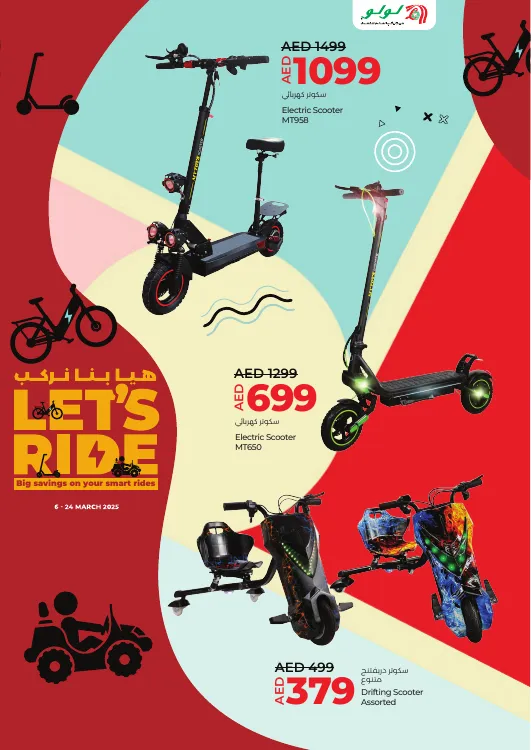 لولو
AED 1499
AED 1099
سكوتر كهربائي
Electric Scooter
MT958
AED 1299
AED 699
سكوتر كهربائي
Electric Scooter
MT650
هيا بنا نركب
LET'S
RIDE
Big savings on your smart rides
6 - 24 MARCH 2025
AED 499
AED 379
سكوتر دريفتنج
متنوع
Drifting Scooter
Assorted